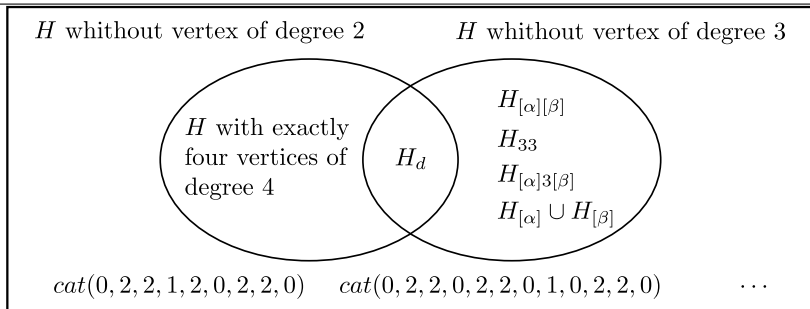 H whithout vertex of degree 2
H whithout vertex of degree 3
H with exactly
four vertices of
degree 4
H_d
H_{[α][β]}
H_{33}
H_{[α]3[β]}
H_{[α]} ∪ H_{[β]}
cat(0, 2, 2, 1, 2, 0, 2, 2, 0)
cat(0, 2, 2, 0, 2, 2, 0, 1, 0, 2, 2, 0)
⋯